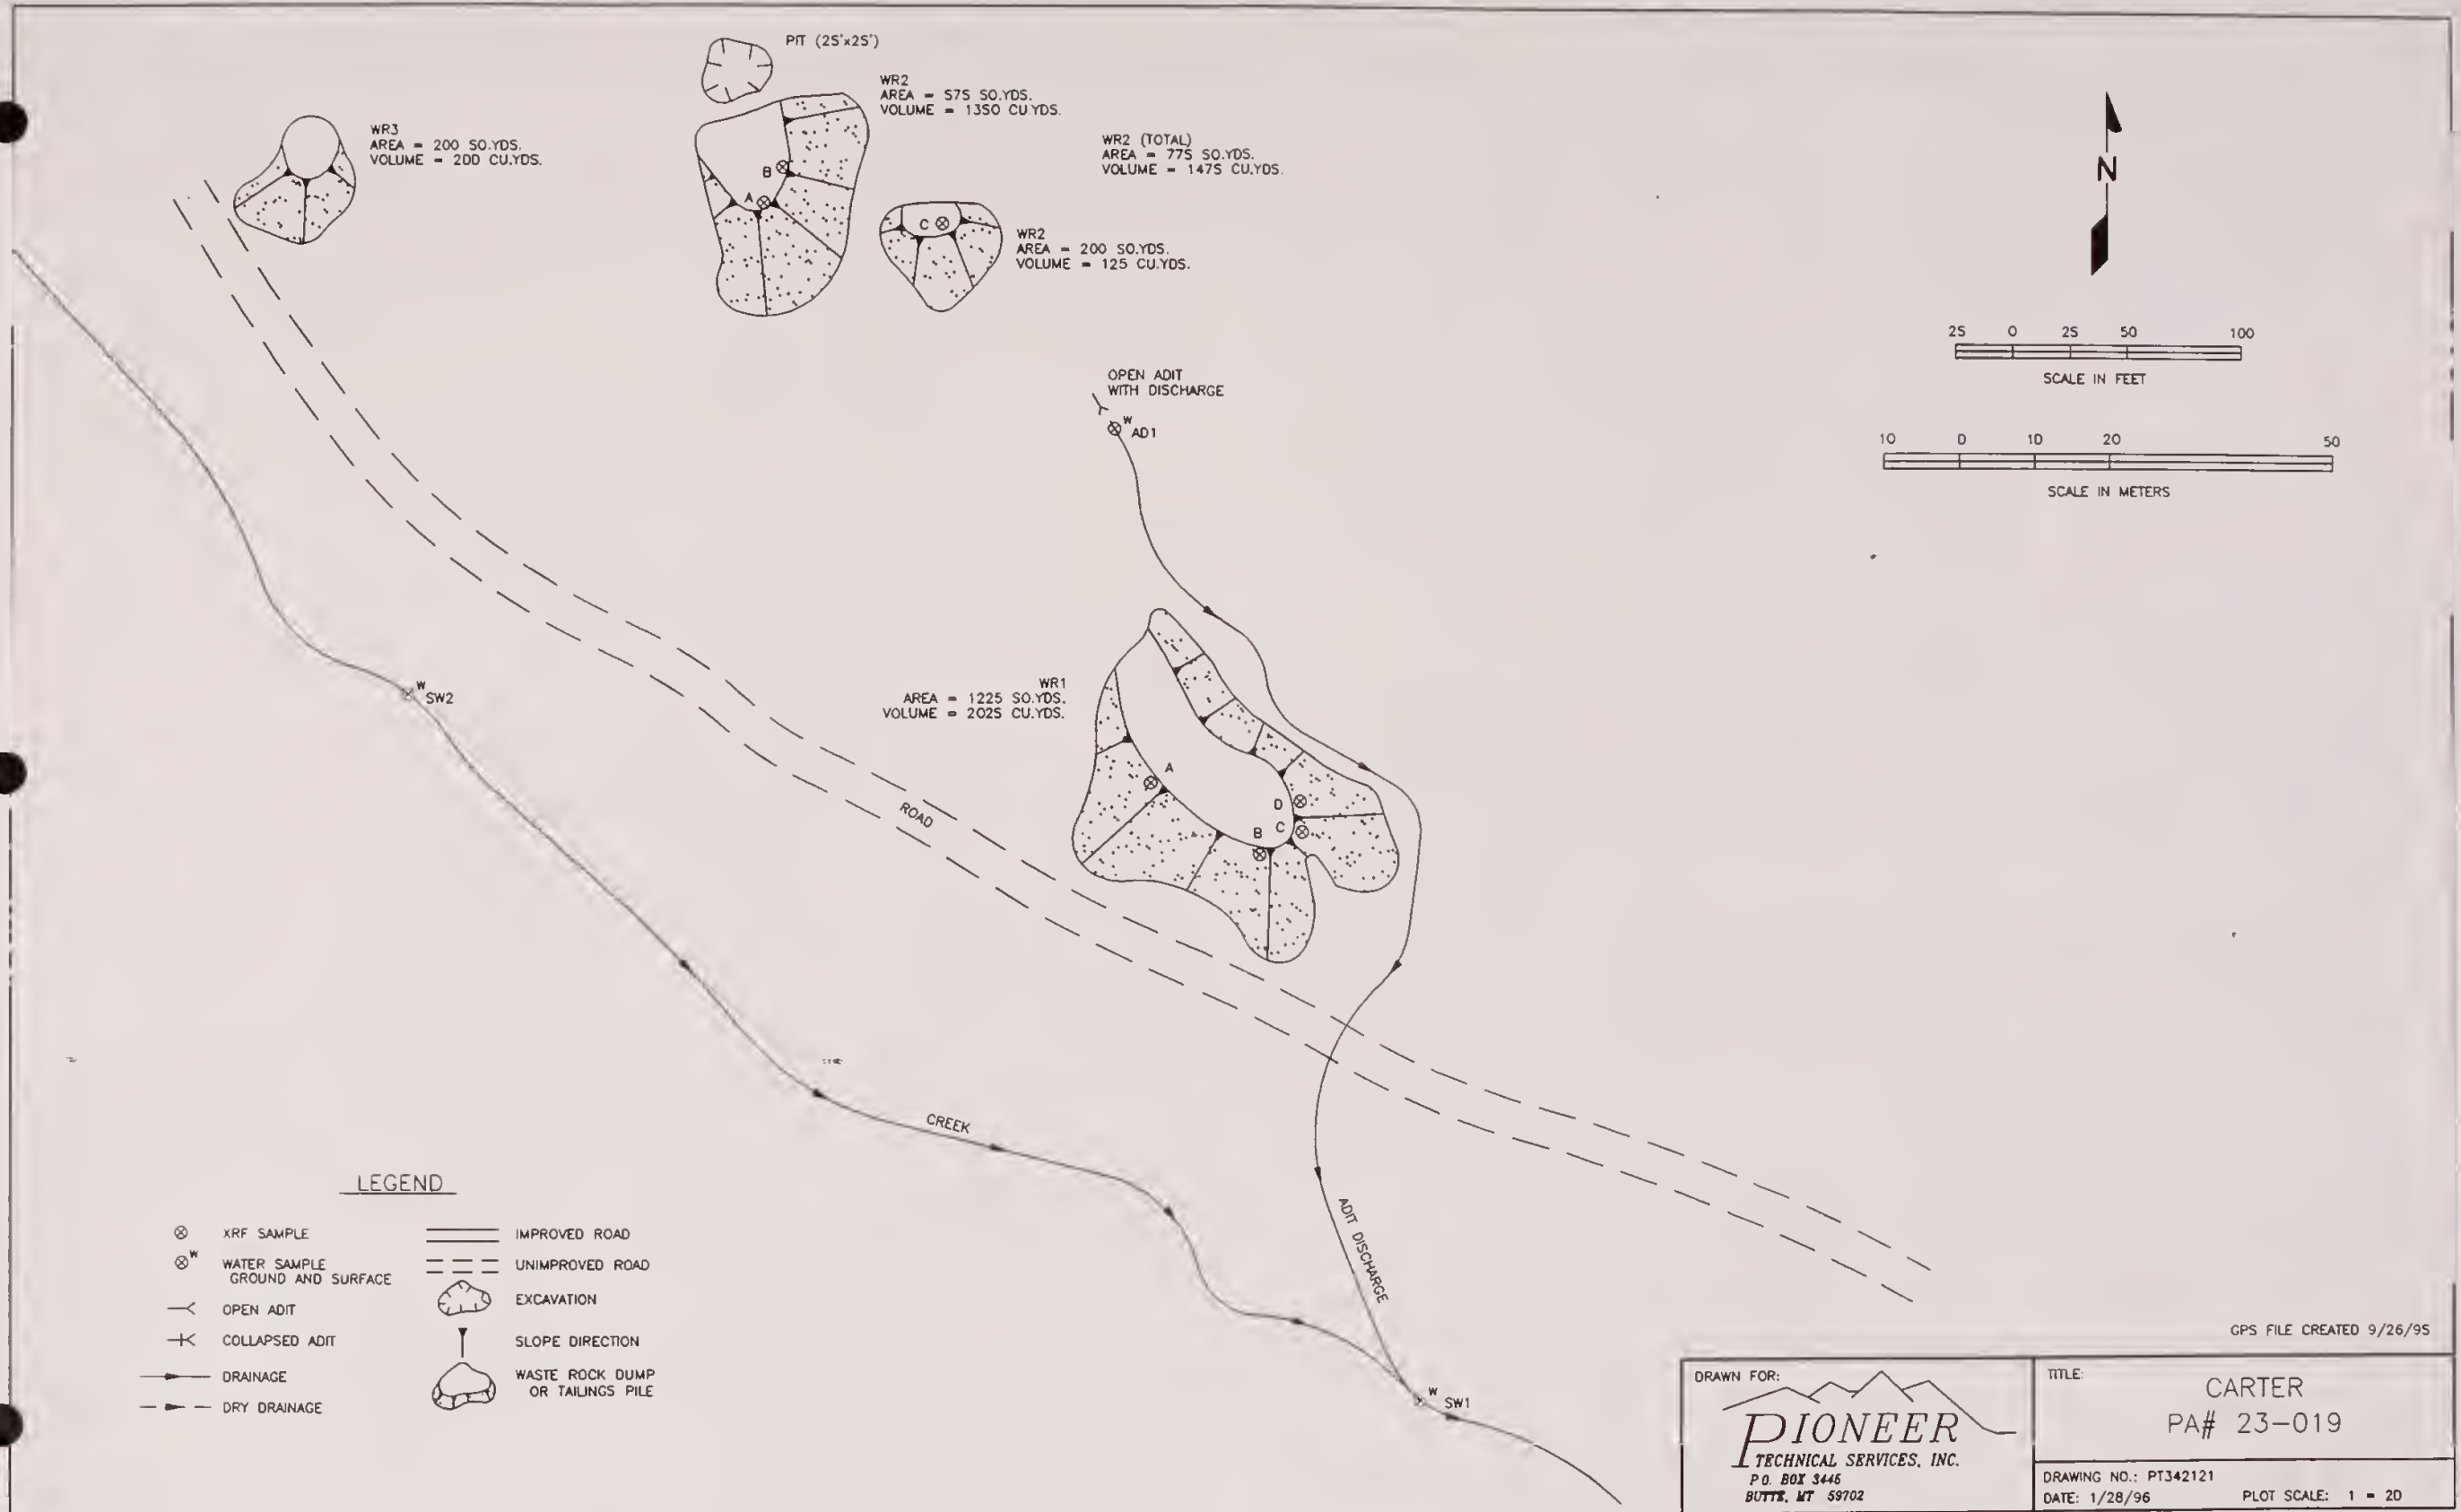 PIT (25'x25')
WR2
AREA = 575 SQ.YDS.
VOLUME = 1350 CU.YDS.
WR3
AREA = 200 SQ.YDS.
VOLUME = 200 CU.YDS.
WR2 (TOTAL)
AREA = 775 SQ.YDS.
VOLUME = 1475 CU.YDS.
B
A
C
WR2
AREA = 200 SQ.YDS.
VOLUME = 125 CU.YDS.
N
25 0 25 50 100
SCALE IN FEET
10 0 10 20 50
SCALE IN METERS
OPEN ADIT
WITH DISCHARGE
W
AD1
W
SW2
WR1
AREA = 1225 SQ.YDS.
VOLUME = 2025 CU.YDS.
A
D
B C
ROAD
CREEK
ADIT DISCHARGE
W
SW1
LEGEND
XRF SAMPLE
W
WATER SAMPLE
GROUND AND SURFACE
OPEN ADIT
COLLAPSED ADIT
DRAINAGE
DRY DRAINAGE
IMPROVED ROAD
UNIMPROVED ROAD
EXCAVATION
SLOPE DIRECTION
WASTE ROCK DUMP
OR TAILINGS PILE
GPS FILE CREATED 9/26/95
DRAWN FOR:
PIONEER
TECHNICAL SERVICES, INC.
P.O. BOX 3445
BUTTE, MT 59702
TITLE:
CARTER
PA# 23-019
DRAWING NO.: PT342121
DATE: 1/28/96
PLOT SCALE: 1 = 20